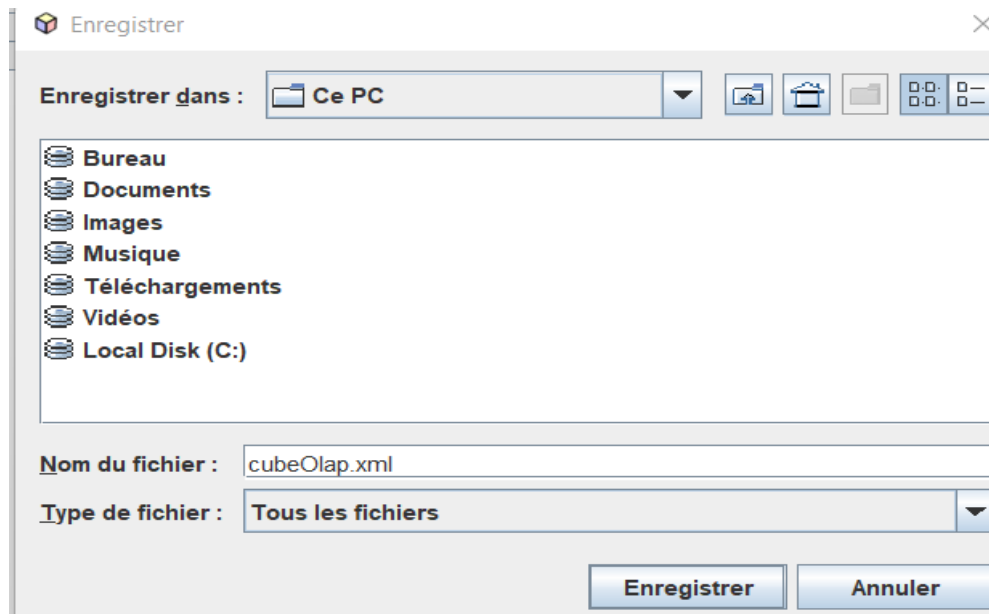 Enregistrer
Enregistrer dans : Ce PC
Bureau
Documents
Images
Musique
Téléchargements
Vidéos
Local Disk (C:)
Nom du fichier : cubeOlap.xml
Type de fichier : Tous les fichiers
Enregistrer Annuler